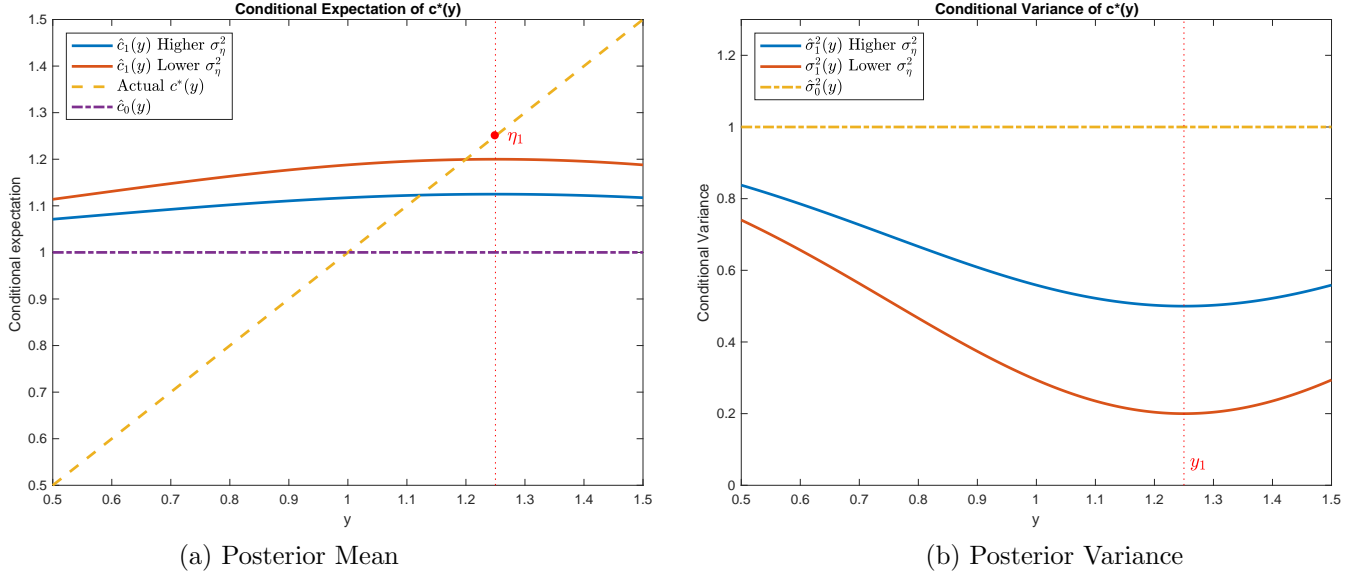 Conditional Expectation of c*(y)
ĉ₁(y) Higher σ²_η
ĉ₁(y) Lower σ²_η
Actual c*(y)
ĉ₀(y)
η₁
Conditional expectation
1.5
1.4
1.3
1.2
1.1
1
0.9
0.8
0.7
0.6
0.5
0.5 0.6 0.7 0.8 0.9 1 1.1 1.2 1.3 1.4 1.5
y
(a) Posterior Mean
Conditional Variance of c*(y)
σ̂₁²(y) Higher σ²_η
σ₁²(y) Lower σ²_η
σ̂₀²(y)
y₁
Conditional Variance
1.2
1
0.8
0.6
0.4
0.2
0
0.5 0.6 0.7 0.8 0.9 1 1.1 1.2 1.3 1.4 1.5
y
(b) Posterior Variance